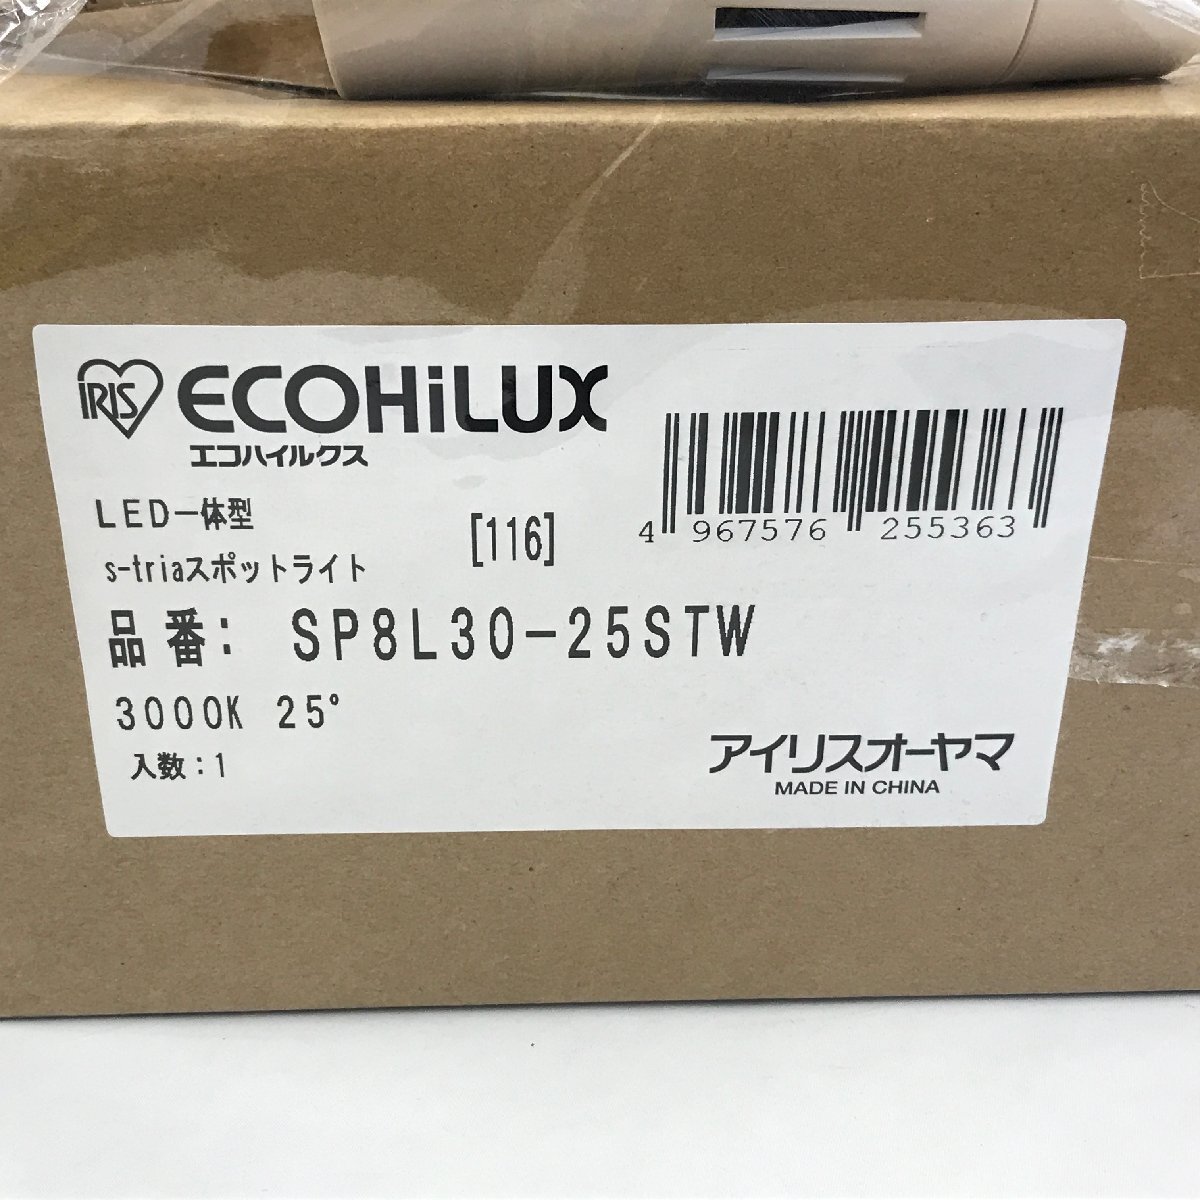 IRIS ECOHiLUX
エコハイルクス
LED一体型
s-triaスポットライト
[116]
4 967576 255363
品番: SP8L30-25STW
3000K 25°
入数:1
アイリスオーヤマ
MADE IN CHINA